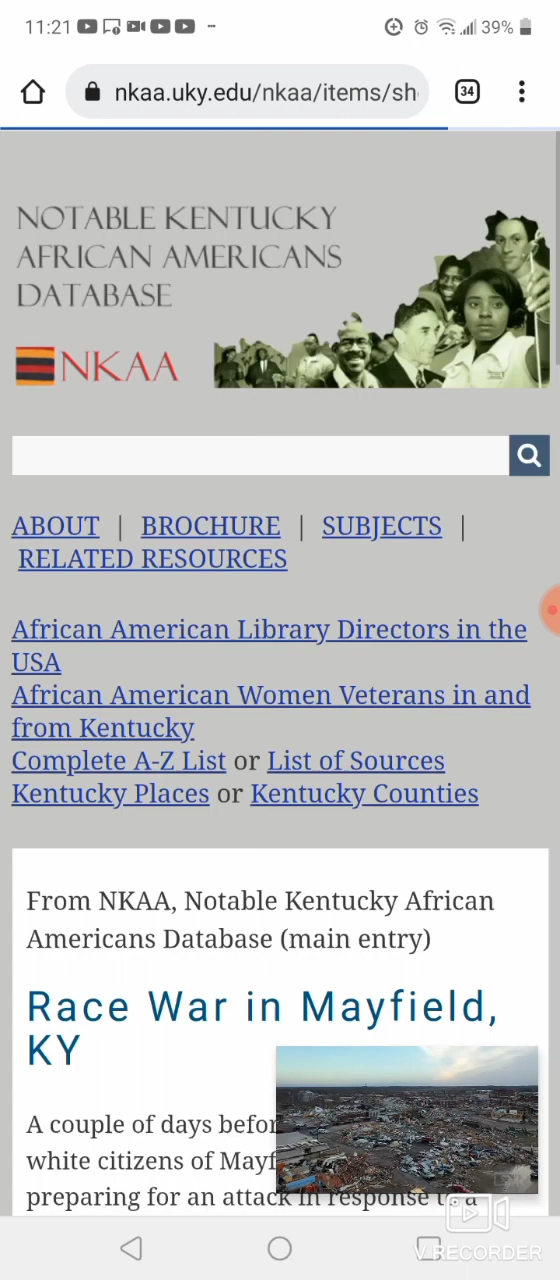 11:21 39%
nkaa.uky.edu/nkaa/items/sh 34
NOTABLE KENTUCKY
AFRICAN AMERICANS
DATABASE
NKAA
ABOUT | BROCHURE | SUBJECTS |
RELATED RESOURCES
African American Library Directors in the
USA
African American Women Veterans in and
from Kentucky
Complete A-Z List or List of Sources
Kentucky Places or Kentucky Counties
From NKAA, Notable Kentucky African
Americans Database (main entry)
Race War in Mayfield,
KY
A couple of days befor
white citizens of Mayf
preparing for an attack in response to a
V.RECORDER